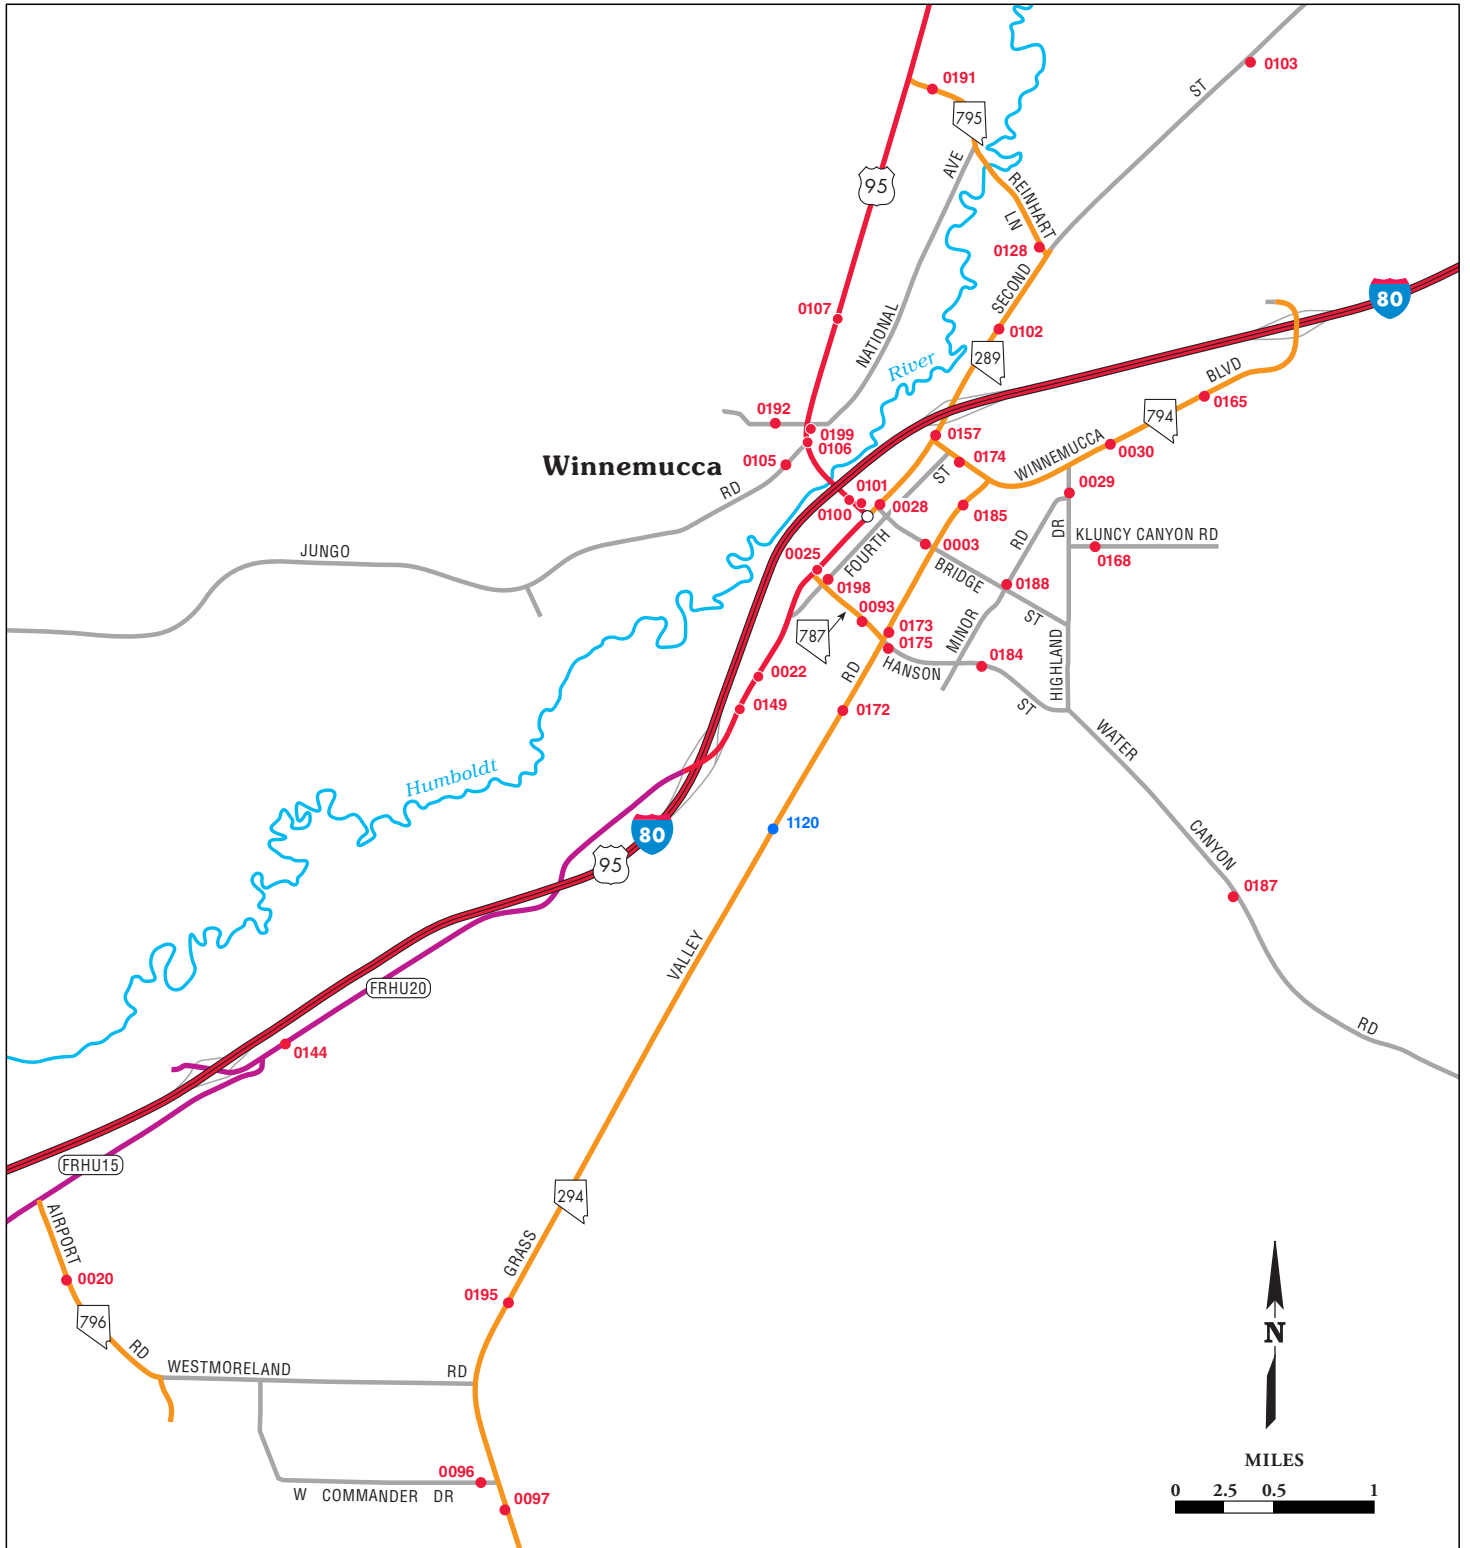 0191
0103
ST
795
AVE
95
REINHART
LN
0128
SECOND
80
0107
NATIONAL
0102
289
River
BLVD
0165
794
0192
0199
0106
0157
WINNEMUCCA
0030
Winnemucca
0105
0174
RD
ST
0029
0101
0100
0028
0185
RD
DR
KLUNCY CANYON RD
0168
JUNGO
0025
FOURTH
0003
BRIDGE
0198
0188
0093
ST
787
0173
0175
MINOR
HIGHLAND
HANSON
0184
RD
0022
ST
0149
0172
WATER
Humboldt
80
1120
95
CANYON
0187
VALLEY
FRHU20
RD
0144
FRHU15
294
AIRPORT
GRASS
0020
0195
796
N
RD
WESTMORELAND
RD
MILES
0096
W COMMANDER DR
0097
0 2.5 0.5 1